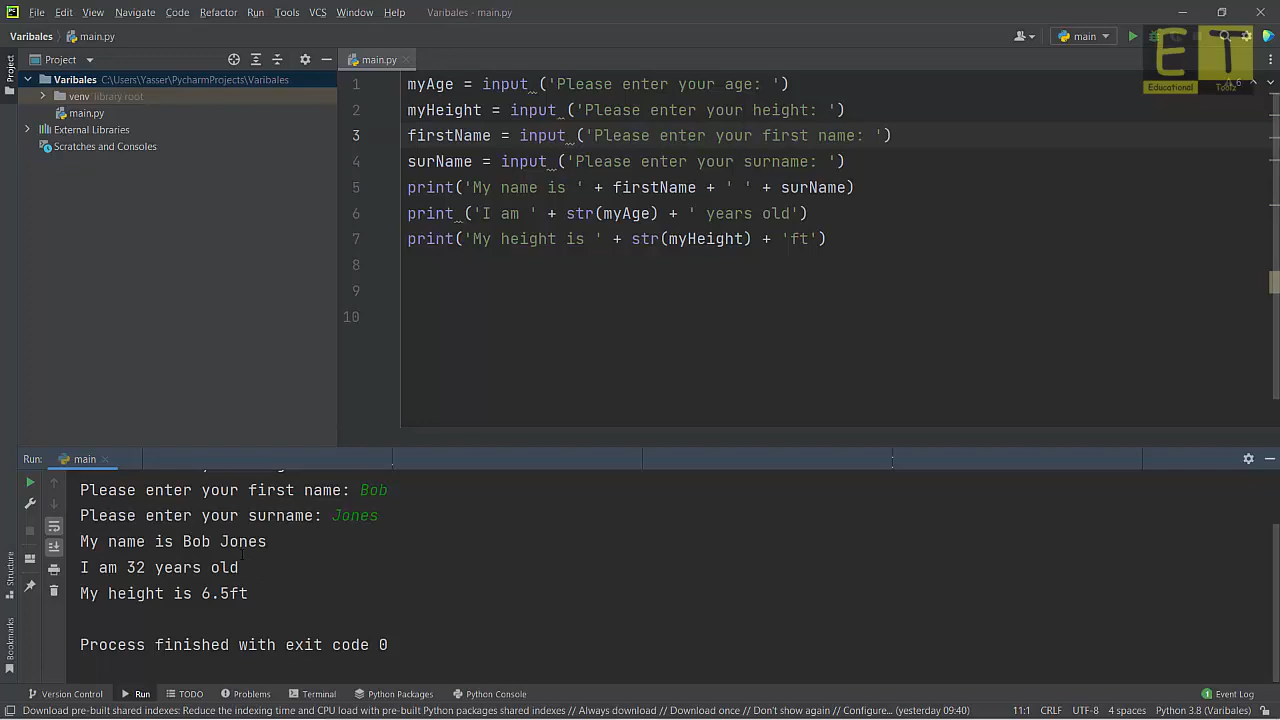 File Edit View Navigate Code Refactor Run Tools VCS Window Help Varibales - main.py
Varibales main.py main
Project main.py
Varibales C:\Users\Yasser\PycharmProjects\Varibales
venv library root
main.py
External Libraries
Scratches and Consoles
ET
Educational Toolz
6
1 myAge = input ('Please enter your age: ')
2 myHeight = input ('Please enter your height: ')
3 firstName = input ('Please enter your first name: ')
4 surName = input ('Please enter your surname: ')
5 print('My name is ' + firstName + ' ' + surName)
6 print ('I am ' + str(myAge) + ' years old')
7 print('My height is ' + str(myHeight) + 'ft')
8
9
10
Project
Structure
Bookmarks
Run: main
Please enter your first name: Bob
Please enter your surname: Jones
My name is Bob Jones
I am 32 years old
My height is 6.5ft
Process finished with exit code 0
Version Control Run TODO Problems Terminal Python Packages Python Console 1 Event Log
Download pre-built shared indexes: Reduce the indexing time and CPU load with pre-built Python packages shared indexes // Always download // Download once // Don't show again // Configure... (yesterday 09:40) 11:1 CRLF UTF-8 4 spaces Python 3.8 (Varibales)